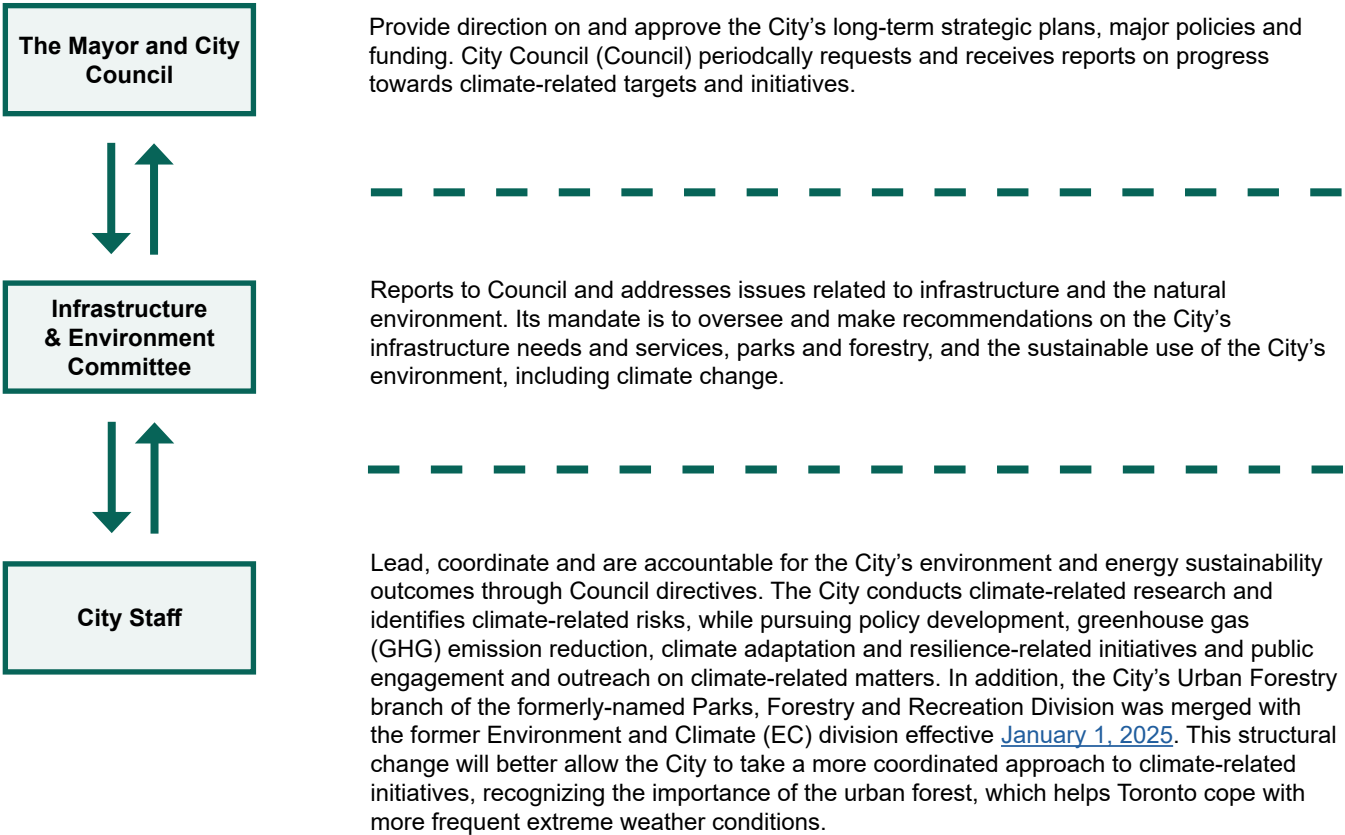 The Mayor and City
Council
Provide direction on and approve the City’s long-term strategic plans, major policies and
funding. City Council (Council) periodcally requests and receives reports on progress
towards climate-related targets and initiatives.
Infrastructure
& Environment
Committee
Reports to Council and addresses issues related to infrastructure and the natural
environment. Its mandate is to oversee and make recommendations on the City’s
infrastructure needs and services, parks and forestry, and the sustainable use of the City’s
environment, including climate change.
City Staff
Lead, coordinate and are accountable for the City’s environment and energy sustainability
outcomes through Council directives. The City conducts climate-related research and
identifies climate-related risks, while pursuing policy development, greenhouse gas
(GHG) emission reduction, climate adaptation and resilience-related initiatives and public
engagement and outreach on climate-related matters. In addition, the City’s Urban Forestry
branch of the formerly-named Parks, Forestry and Recreation Division was merged with
the former Environment and Climate (EC) division effective January 1, 2025. This structural
change will better allow the City to take a more coordinated approach to climate-related
initiatives, recognizing the importance of the urban forest, which helps Toronto cope with
more frequent extreme weather conditions.